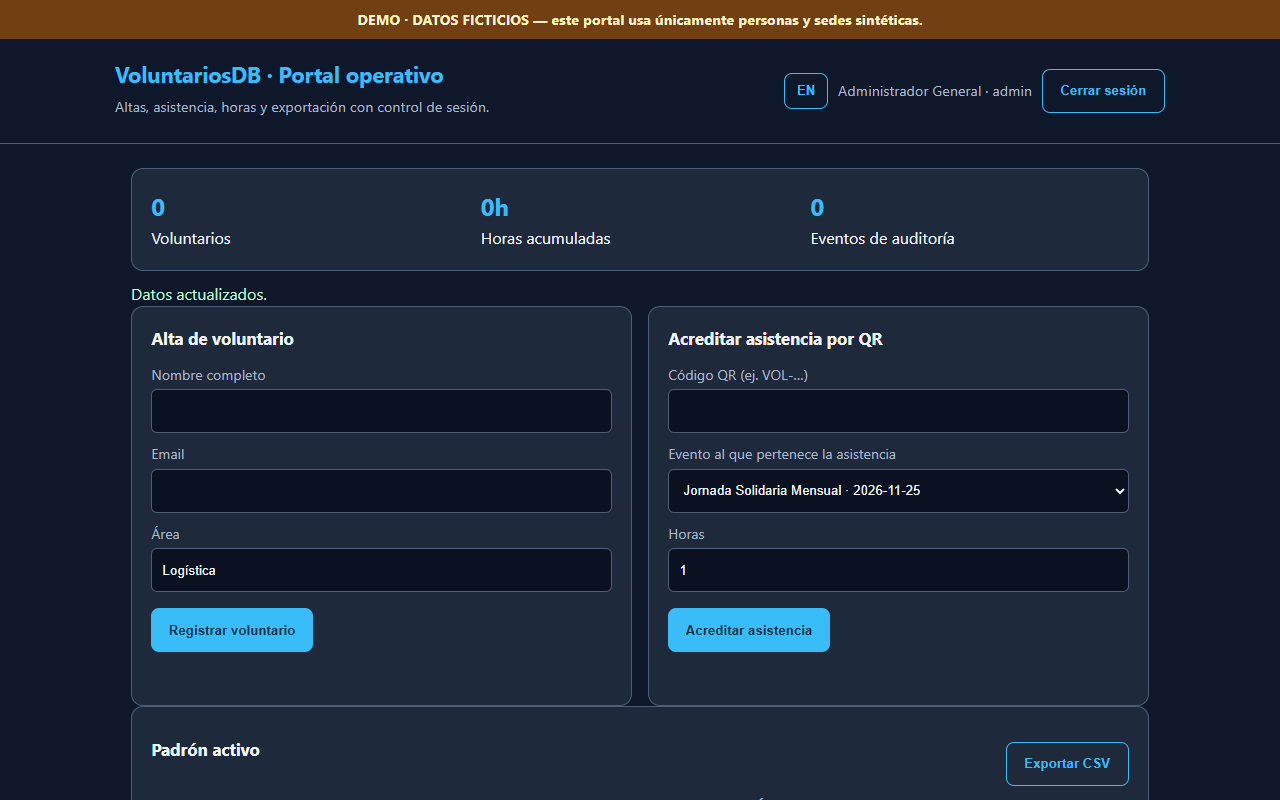 DEMO · DATOS FICTICIOS — este portal usa únicamente personas y sedes sintéticas.
VoluntariosDB · Portal operativo
Altas, asistencia, horas y exportación con control de sesión.
EN
Administrador General · admin
Cerrar sesión
0
Voluntarios
0h
Horas acumuladas
0
Eventos de auditoría
Datos actualizados.
Alta de voluntario
Nombre completo
Email
Área
Logística
Registrar voluntario
Acreditar asistencia por QR
Código QR (ej. VOL-...)
Evento al que pertenece la asistencia
Jornada Solidaria Mensual · 2026-11-25
Horas
1
Acreditar asistencia
Padrón activo
Exportar CSV